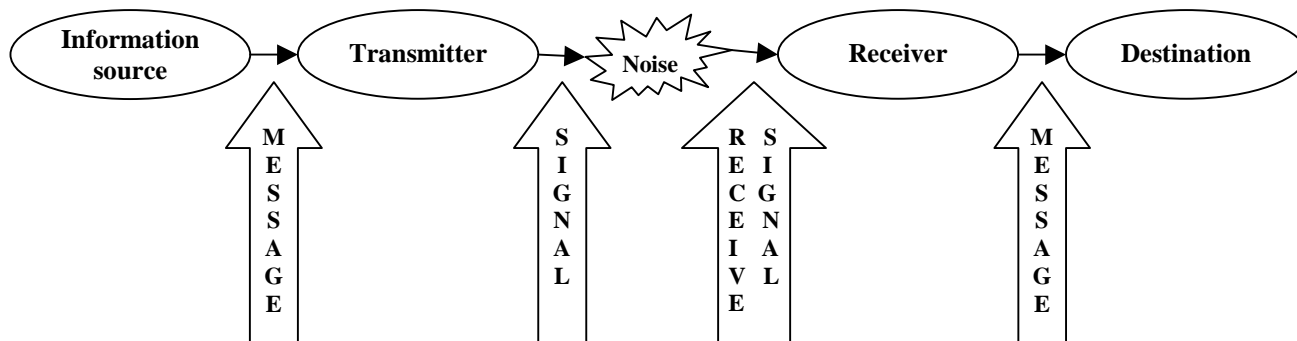 Information
source
Transmitter
Noise
Receiver
Destination
MESSAGE
SIGNAL
RECEIVE
SIGNAL
MESSAGE